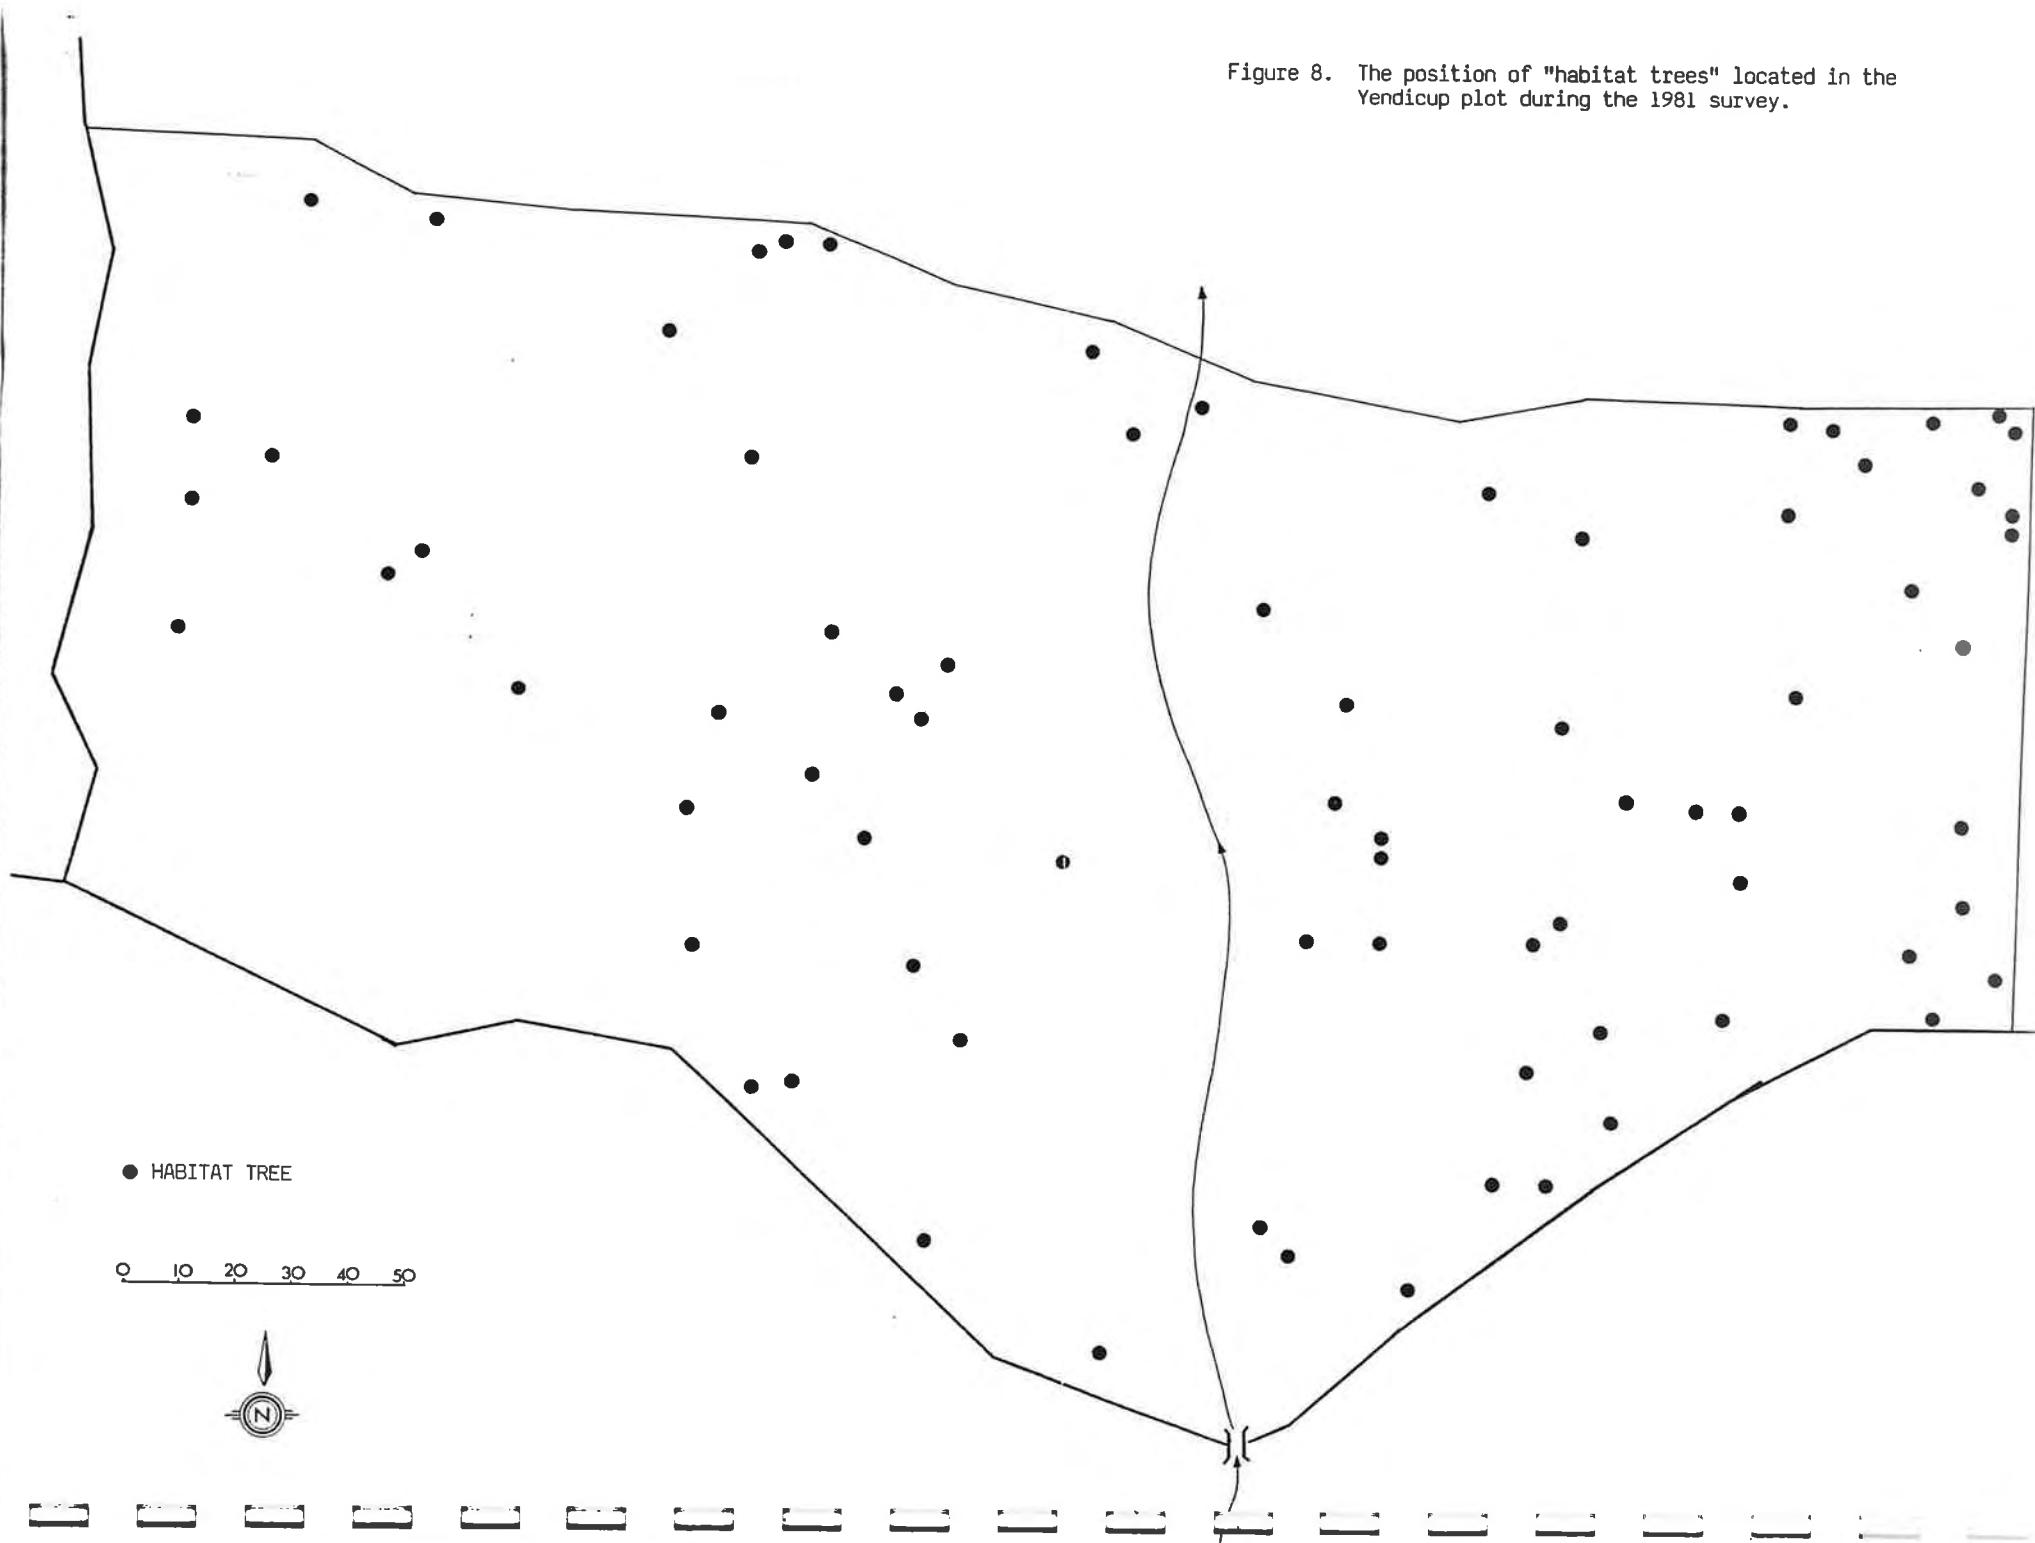 Figure 8. The position of "habitat trees" located in the
Yendicup plot during the 1981 survey.
HABITAT TREE
0 10 20 30 40 50
N